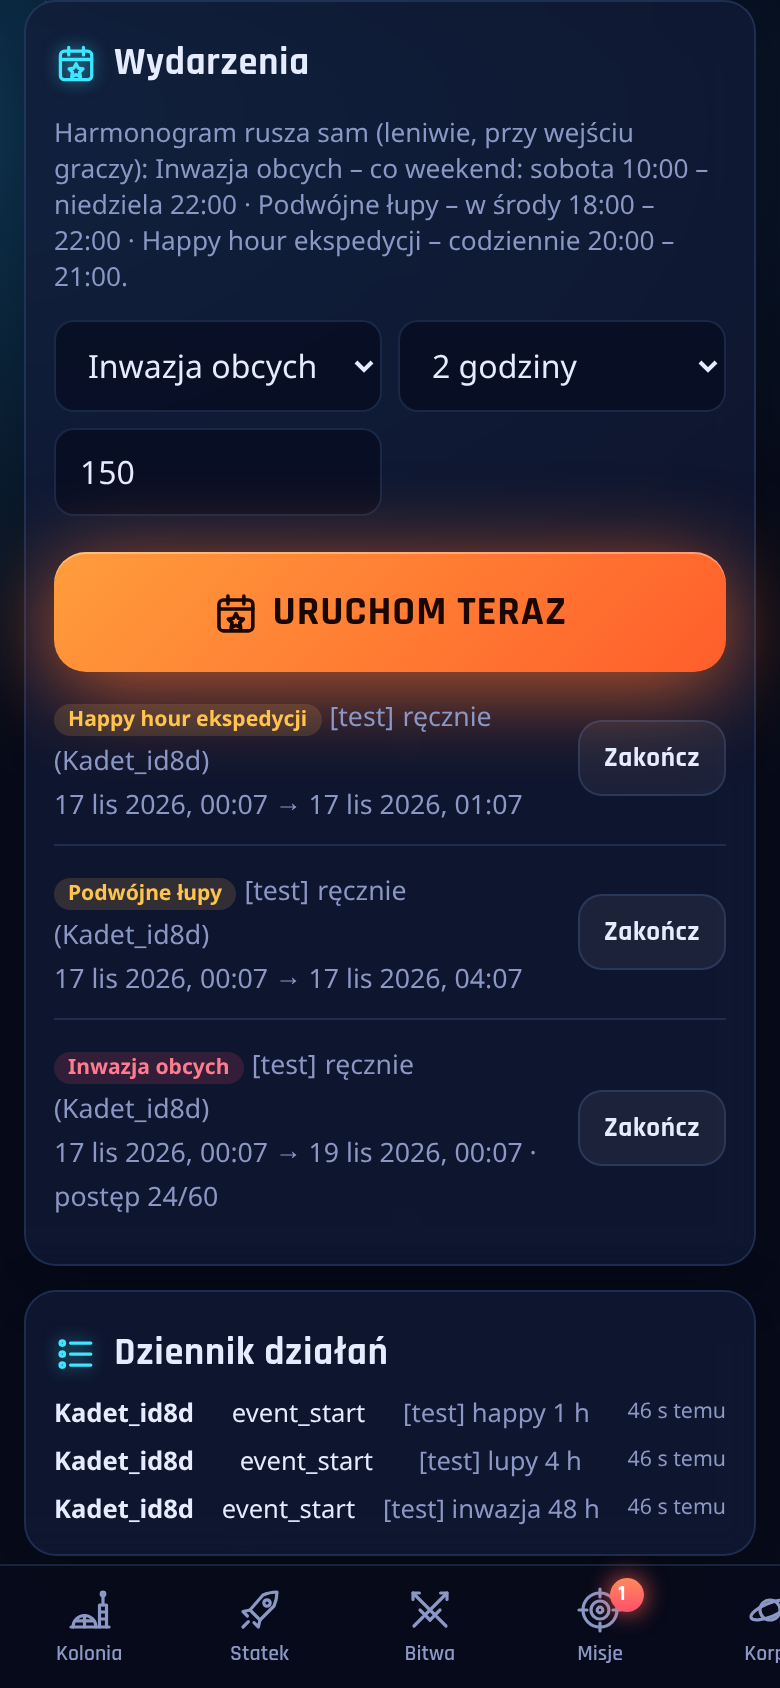 Wydarzenia
Harmonogram rusza sam (leniwie, przy wejściu
graczy): Inwazja obcych – co weekend: sobota 10:00 –
niedziela 22:00 · Podwójne łupy – w środy 18:00 –
22:00 · Happy hour ekspedycji – codziennie 20:00 –
21:00.
Inwazja obcych 2 godziny
150
URUCHOM TERAZ
Happy hour ekspedycji [test] ręcznie
(Kadet_id8d)
17 lis 2026, 00:07 → 17 lis 2026, 01:07
Zakończ
Podwójne łupy [test] ręcznie
(Kadet_id8d)
17 lis 2026, 00:07 → 17 lis 2026, 04:07
Zakończ
Inwazja obcych [test] ręcznie
(Kadet_id8d)
17 lis 2026, 00:07 → 19 lis 2026, 00:07 ·
postęp 24/60
Zakończ
Dziennik działań
Kadet_id8d event_start [test] happy 1 h 46 s temu
Kadet_id8d event_start [test] lupy 4 h 46 s temu
Kadet_id8d event_start [test] inwazja 48 h 46 s temu
1
Kolonia Statek Bitwa Misje Korp